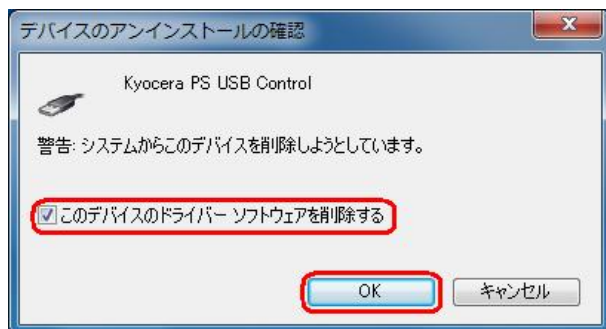 デバイスのアンインストールの確認
Kyocera PS USB Control
警告: システムからこのデバイスを削除しようとしています。
このデバイスのドライバー ソフトウェアを削除する
OK
キャンセル